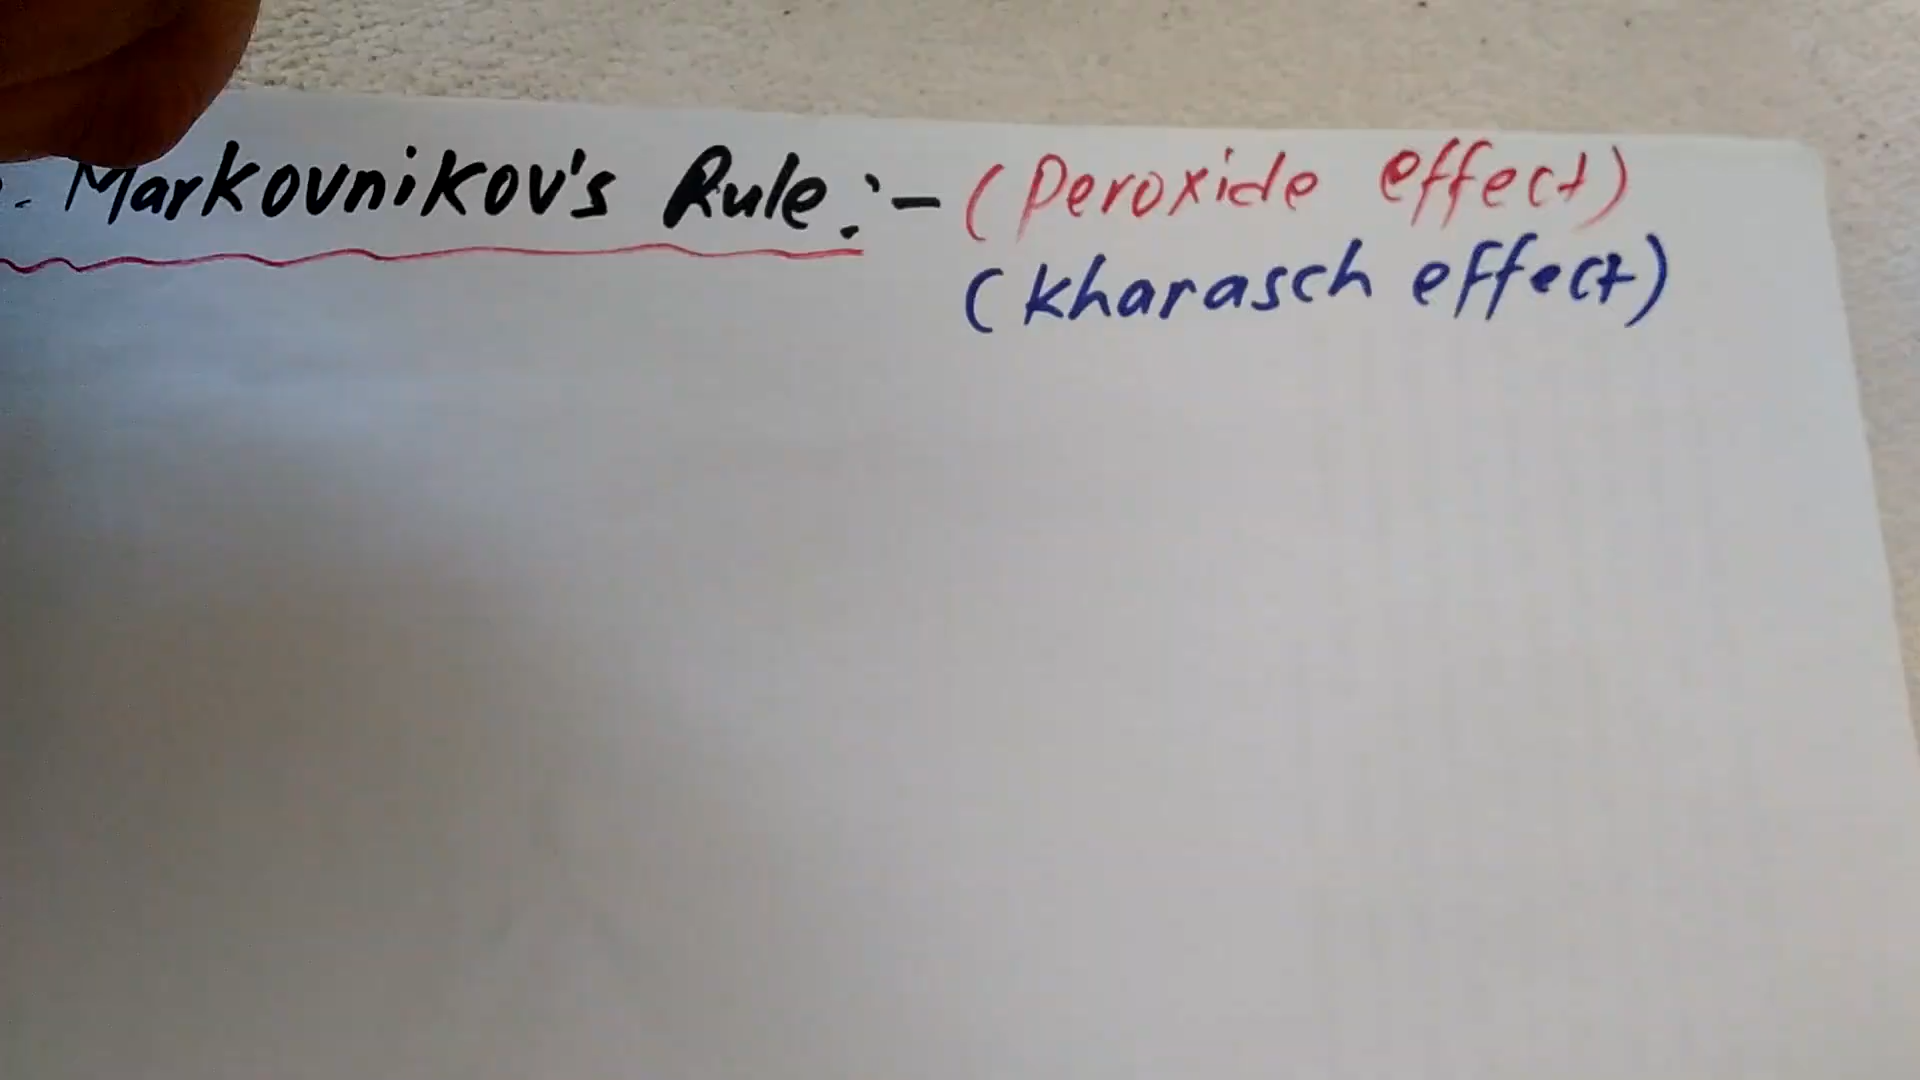 Markovnikov's Rule:- (Peroxide effect)
(Kharasch effect)